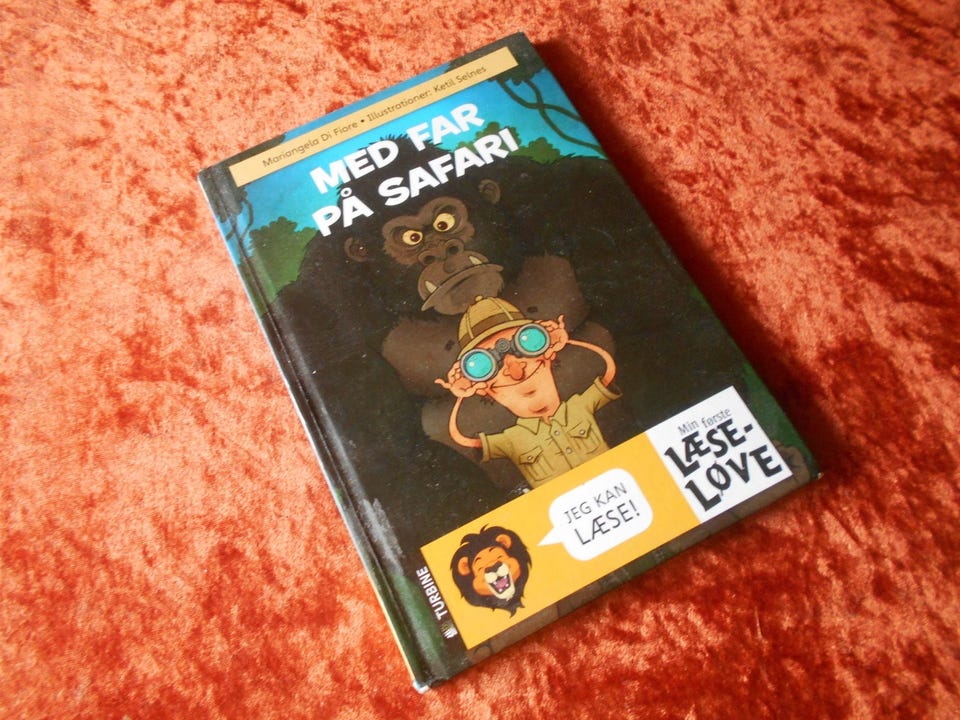 Mariangela Di Fiore • Illustrationer: Ketil Selnes
MED FAR
PÅ SAFARI
Min første
LÆSE-
LØVE
JEG KAN
LÆSE!
TURBINE